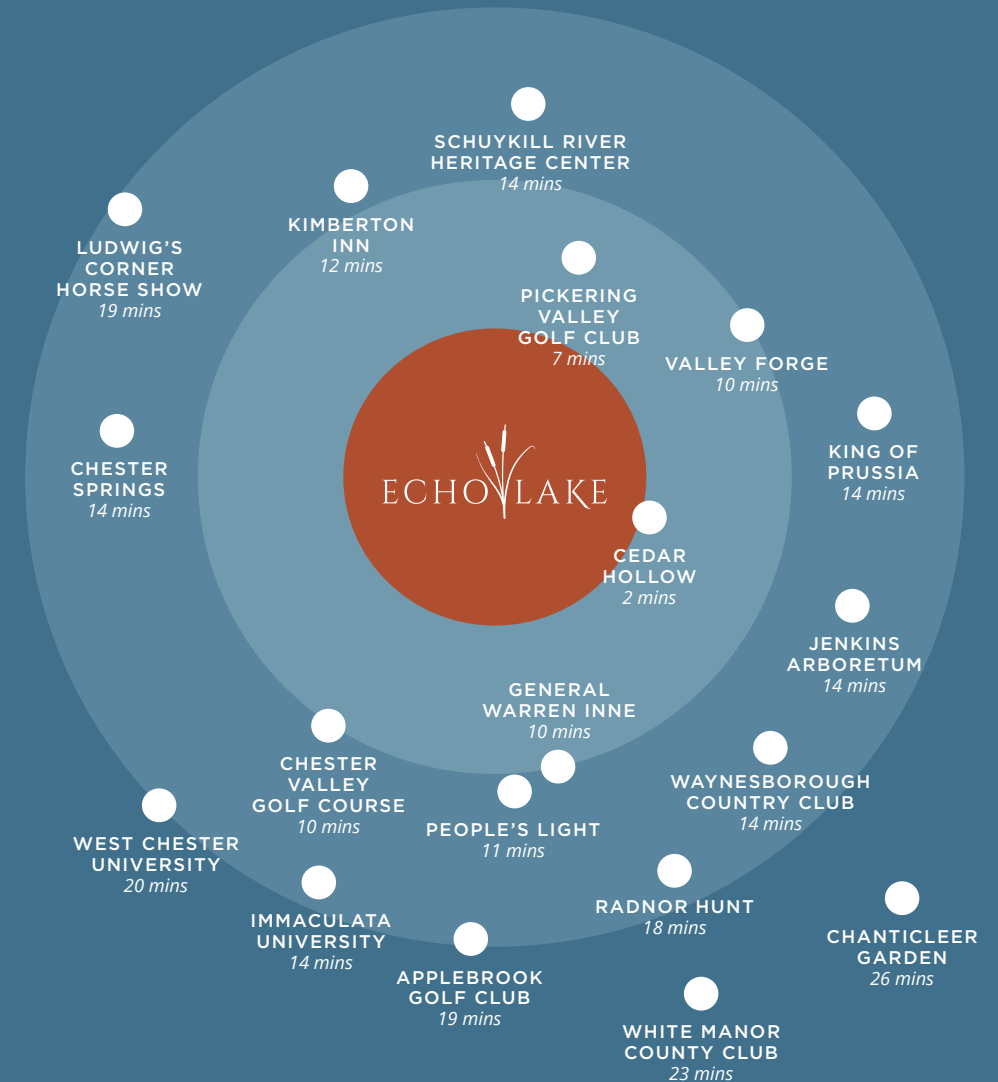 SCHUYKILL RIVER
HERITAGE CENTER
14 mins
KIMBERTON
INN
12 mins
LUDWIG’S
CORNER
HORSE SHOW
19 mins
PICKERING
VALLEY
GOLF CLUB
7 mins
VALLEY FORGE
10 mins
KING OF
PRUSSIA
14 mins
CHESTER
SPRINGS
14 mins
ECHO LAKE
CEDAR
HOLLOW
2 mins
JENKINS
ARBORETUM
14 mins
GENERAL
WARREN INNE
10 mins
CHESTER
VALLEY
GOLF COURSE
10 mins
WAYNESBOROUGH
COUNTRY CLUB
14 mins
PEOPLE’S LIGHT
11 mins
WEST CHESTER
UNIVERSITY
20 mins
RADNOR HUNT
18 mins
IMMACULATA
UNIVERSITY
14 mins
CHANTICLEER
GARDEN
26 mins
APPLEBROOK
GOLF CLUB
19 mins
WHITE MANOR
COUNTY CLUB
23 mins